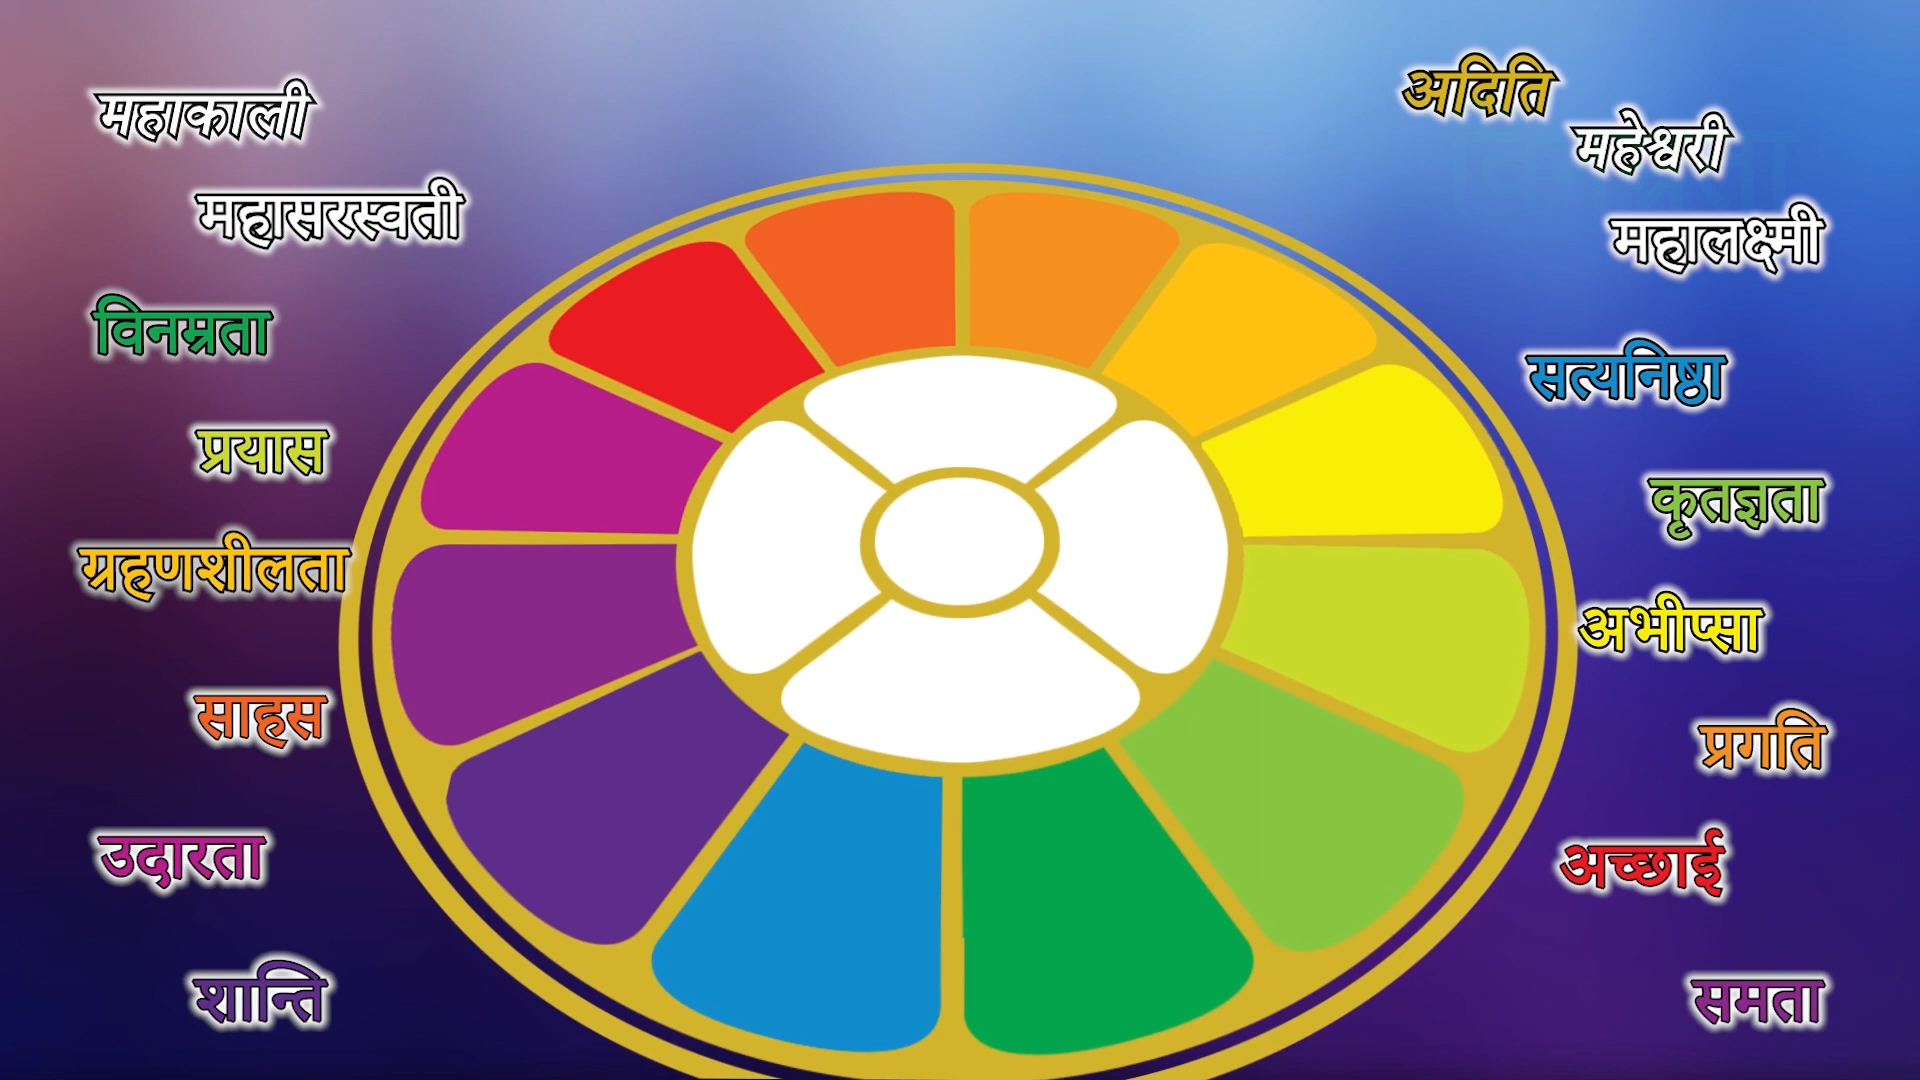 महाकाली
महासरस्वती
विनम्रता
प्रयास
ग्रहणशीलता
साहस
उदारता
शान्ति
अदिति
महेश्वरी
महालक्ष्मी
सत्यनिष्ठा
कृतज्ञता
अभीप्सा
प्रगति
अच्छाई
समता